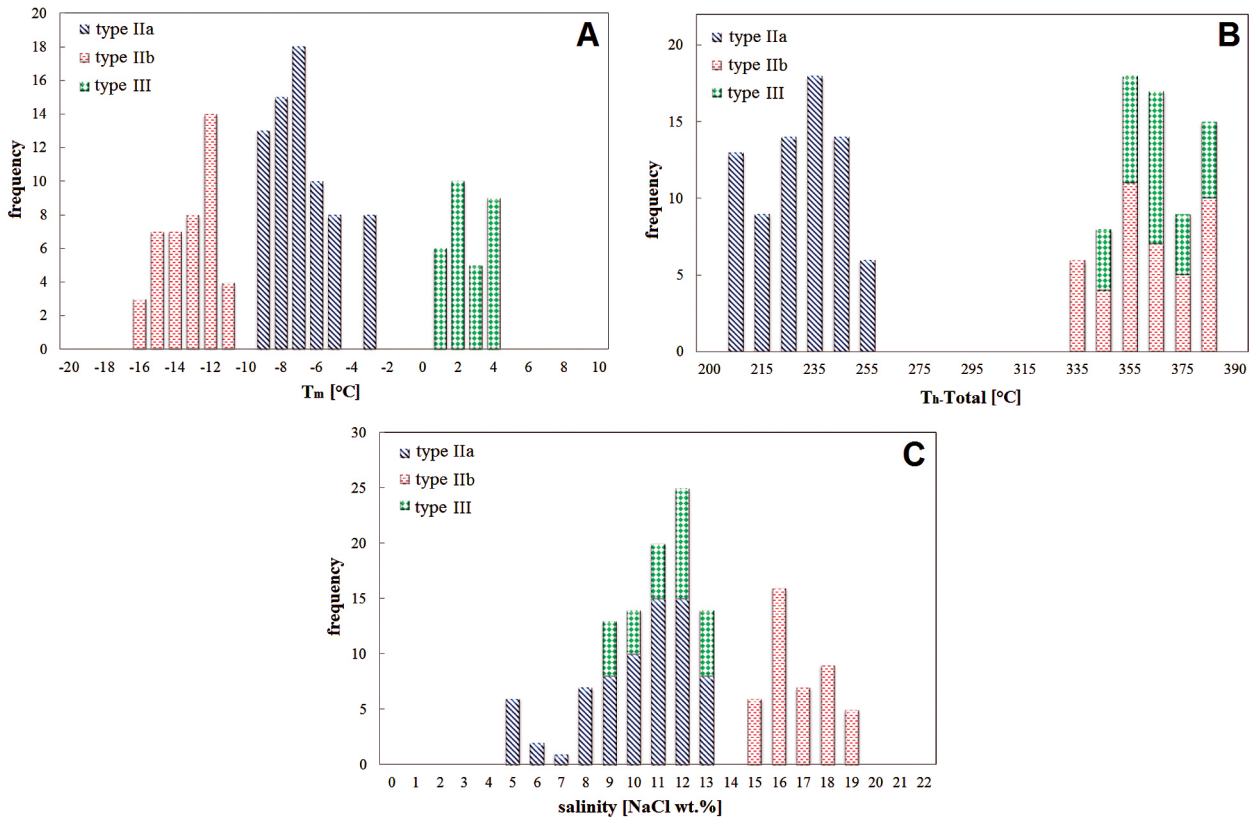 A
type IIa
type IIb
type III
20
18
16
14
12
10
8
6
4
2
0
frequency
-20 -18 -16 -14 -12 -10 -8 -6 -4 -2 0 2 4 6 8 10
Tm [°C]
B
type IIa
type IIb
type III
20
15
10
5
0
frequency
200 215 235 255 275 295 315 335 355 375 390
Th-Total [°C]
C
type IIa
type IIb
type III
30
25
20
15
10
5
0
frequency
0 1 2 3 4 5 6 7 8 9 10 11 12 13 14 15 16 17 18 19 20 21 22
salinity [NaCl wt.%]